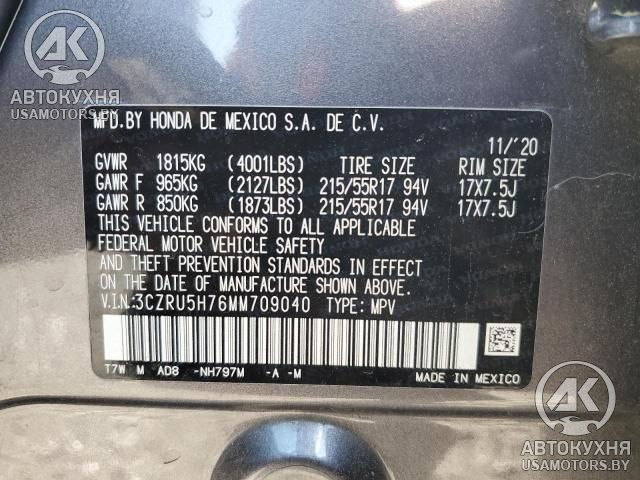 АК
АВТОКУХНЯ
USAMOTORS.BY
MFD.BY HONDA DE MEXICO S.A. DE C.V.
11/'20
GVWR 1815KG (4001LBS) TIRE SIZE RIM SIZE
GAWR F 965KG (2127LBS) 215/55R17 94V 17X7.5J
GAWR R 850KG (1873LBS) 215/55R17 94V 17X7.5J
THIS VEHICLE CONFORMS TO ALL APPLICABLE
FEDERAL MOTOR VEHICLE SAFETY
AND THEFT PREVENTION STANDARDS IN EFFECT
ON THE DATE OF MANUFACTURE SHOWN ABOVE.
V.I.N:3CZRU5H76MM709040 TYPE: MPV
T7W M AD8 -NH797M -A -M MADE IN MEXICO
АК
АВТОКУХНЯ
USAMOTORS.BY